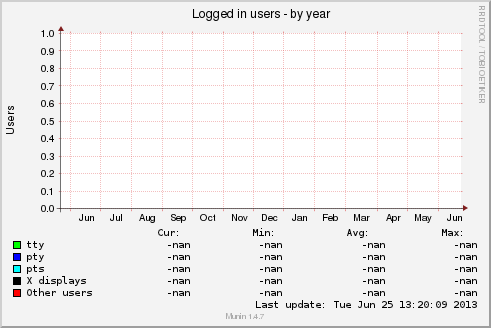 Logged in users - by year
RRDTOOL / TOBI OETIKER
Users
1.0
0.9
0.8
0.7
0.6
0.5
0.4
0.3
0.2
0.1
0.0
Jun Jul Aug Sep Oct Nov Dec Jan Feb Mar Apr May Jun
Cur: Min: Avg: Max:
tty -nan -nan -nan -nan
pty -nan -nan -nan -nan
pts -nan -nan -nan -nan
X displays -nan -nan -nan -nan
Other users -nan -nan -nan -nan
Last update: Tue Jun 25 13:20:09 2013
Munin 1.4.7